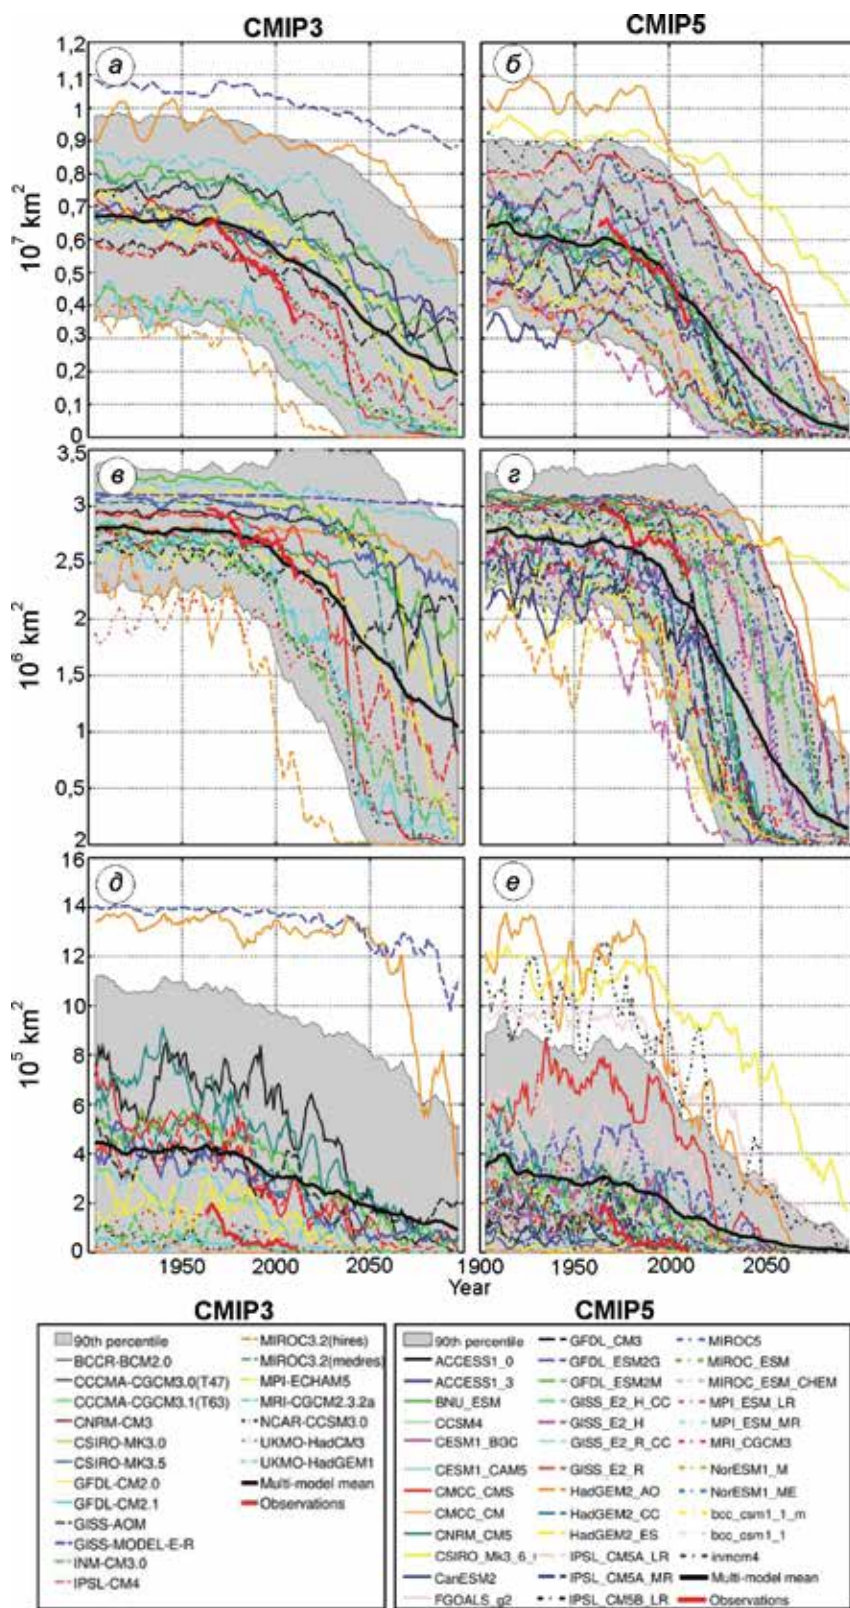 CMIP3
CMIP5
1,2
1,1
1
0,9
0,8
0,7
0,6
0,5
0,4
0,3
0,2
0,1
0
10⁷ km²
а
б
1950
2000
2050
1950
2000
2050
3,5
3
2,5
2
1,5
1
0,5
2
10⁶ km²
в
г
16
14
12
10
8
6
4
2
0
10⁵ km²
д
е
1950
2000
2050
1900
1950
2000
2050
Year
CMIP3
90th percentile
BCCR-BCM2.0
CCCMA-CGCM3.0(T47)
CCCMA-CGCM3.1(T63)
CNRM-CM3
CSIRO-MK3.0
CSIRO-MK3.5
GFDL-CM2.0
GFDL-CM2.1
GISS-AOM
GISS-MODEL-E-R
INM-CM3.0
IPSL-CM4
MIROC3.2(hires)
MIROC3.2(medres)
MPI-ECHAM5
MRI-CGCM2.3.2a
NCAR-CCSM3.0
UKMO-HadCM3
UKMO-HadGEM1
Multi-model mean
Observations
CMIP5
90th percentile
ACCESS1_0
ACCESS1_3
BNU_ESM
CCSM4
CESM1_BGC
CESM1_CAM5
CMCC_CMS
CMCC_CM
CNRM_CM5
CSIRO_Mk3_6_
CanESM2
FGOALS_g2
GFDL_CM3
GFDL_ESM2G
GFDL_ESM2M
GISS_E2_H_CC
GISS_E2_H
GISS_E2_R_CC
GISS_E2_R
HadGEM2_AO
HadGEM2_CC
HadGEM2_ES
IPSL_CM5A_LR
IPSL_CM5A_MR
IPSL_CM5B_LR
MIROC5
MIROC_ESM
MIROC_ESM_CHEM
MPI_ESM_LR
MPI_ESM_MR
MRI_CGCM3
NorESM1_M
NorESM1_ME
bcc_csm1_1_m
bcc_csm1_1
inmcm4
Multi-model mean
Observations